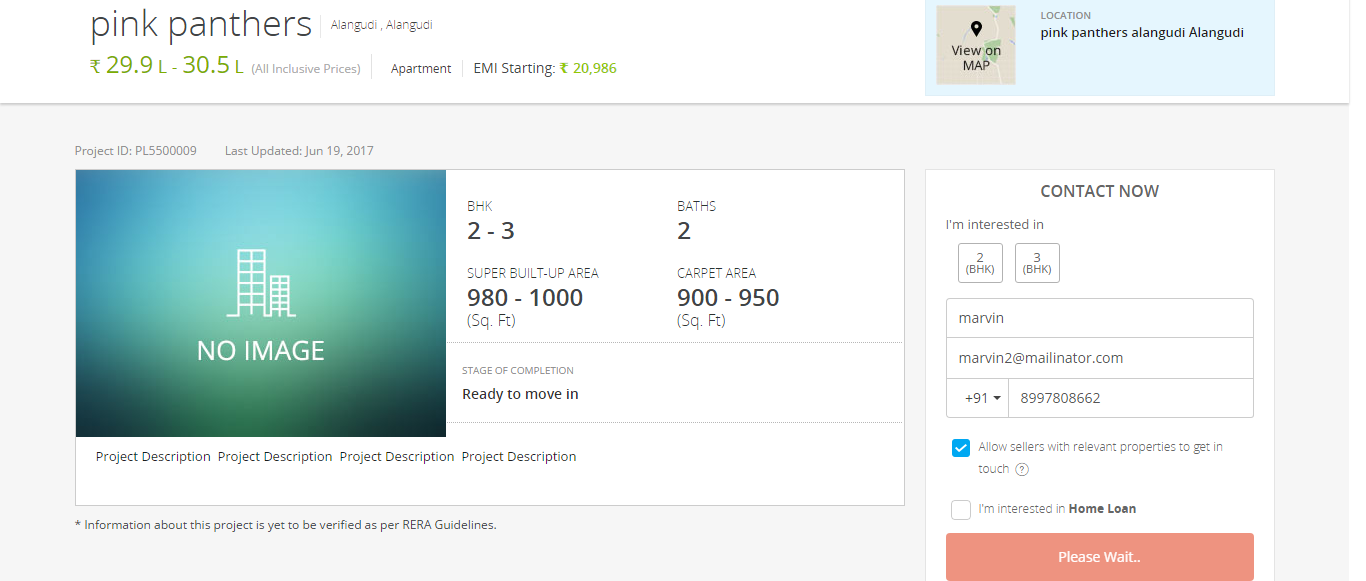 pink panthers
Alangudi , Alangudi
₹ 29.9 L - 30.5 L (All Inclusive Prices)
Apartment
EMI Starting: ₹ 20,986
View on
MAP
LOCATION
pink panthers alangudi Alangudi
Project ID: PL5500009
Last Updated: Jun 19, 2017
NO IMAGE
BHK
2 - 3
BATHS
2
SUPER BUILT-UP AREA
980 - 1000
(Sq. Ft)
CARPET AREA
900 - 950
(Sq. Ft)
STAGE OF COMPLETION
Ready to move in
Project Description Project Description Project Description Project Description
* Information about this project is yet to be verified as per RERA Guidelines.
CONTACT NOW
I'm interested in
2
(BHK)
3
(BHK)
marvin
marvin2@mailinator.com
+91
8997808662
Allow sellers with relevant properties to get in
touch ?
I'm interested in Home Loan
Please Wait..